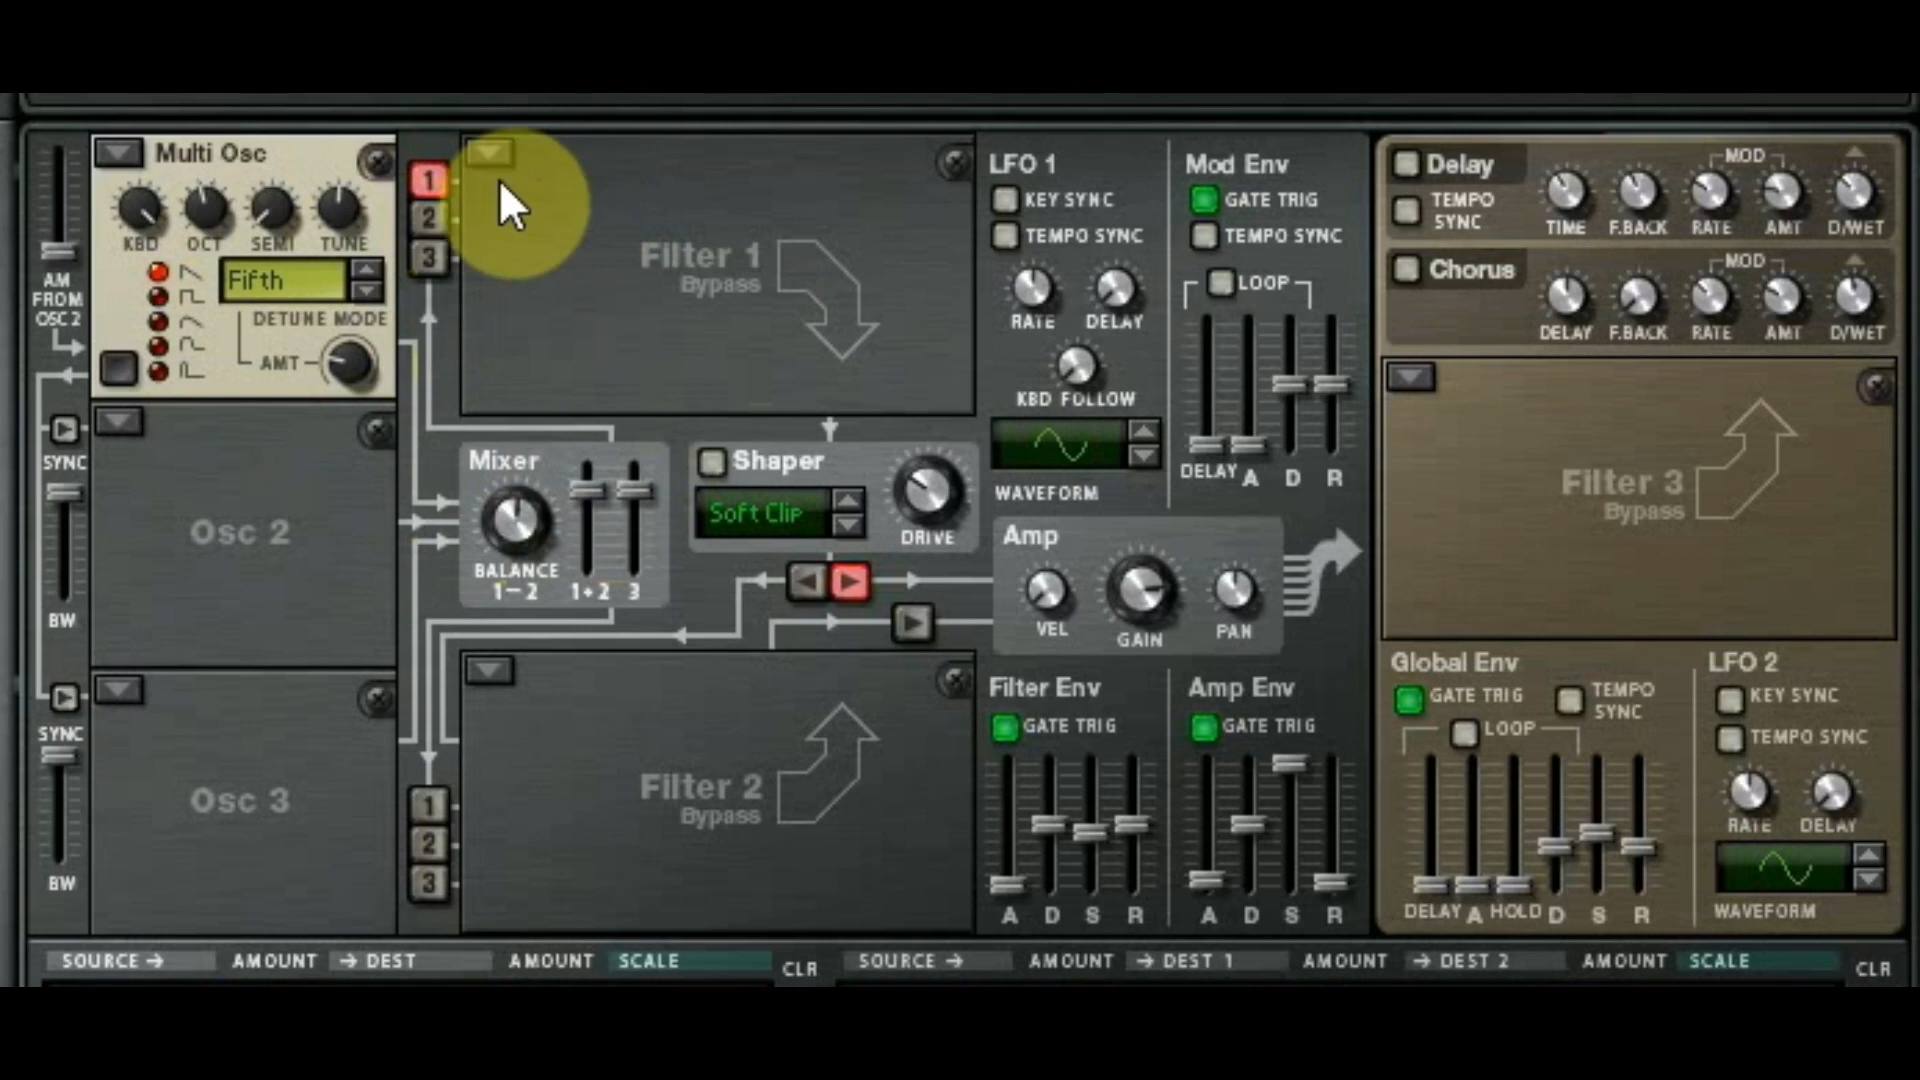 Multi Osc
KBD OCT SEMI TUNE
Fifth
DETUNE MODE
AMT
AM
FROM
OSC 2
SYNC
BW
SYNC
BW
Osc 2
Osc 3
1
2
3
Filter 1
Bypass
Mixer
BALANCE
1-2 1+2 3
Shaper
Soft Clip
DRIVE
1
2
3
Filter 2
Bypass
LFO 1
KEY SYNC
TEMPO SYNC
RATE DELAY
KBD FOLLOW
WAVEFORM
Mod Env
GATE TRIG
TEMPO SYNC
LOOP
DELAY A D R
Amp
VEL GAIN PAN
Filter Env
GATE TRIG
A D S R
Amp Env
GATE TRIG
A D S R
Delay
TEMPO
SYNC
MOD
TIME F.BACK RATE AMT D/WET
Chorus
MOD
DELAY F.BACK RATE AMT D/WET
Filter 3
Bypass
Global Env
GATE TRIG
TEMPO
SYNC
LOOP
DELAY A HOLD D S R
LFO 2
KEY SYNC
TEMPO SYNC
RATE DELAY
WAVEFORM
SOURCE → AMOUNT → DEST AMOUNT SCALE CLR SOURCE → AMOUNT → DEST 1 AMOUNT → DEST 2 AMOUNT SCALE CLR